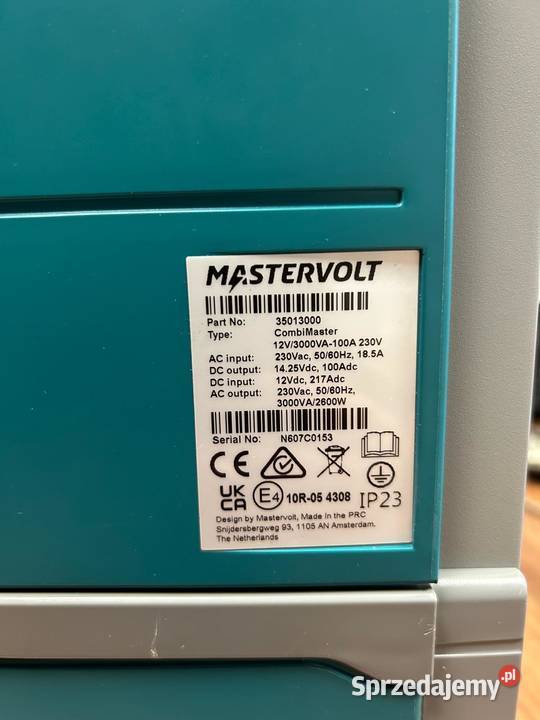 MASTERVOLT
Part No: 35013000
Type: CombiMaster
12V/3000VA-100A 230V
AC input: 230Vac, 50/60Hz, 18.5A
DC output: 14.25Vdc, 100Adc
DC input: 12Vdc, 217Adc
AC output: 230Vac, 50/60Hz,
3000VA/2600W
Serial No: N607C0153
CE
UK
CA
E4 10R-05 4308 IP23
Design by Mastervolt, Made in the PRC
Snijdersbergweg 93, 1105 AN Amsterdam.
The Netherlands
Sprzedajemy.pl